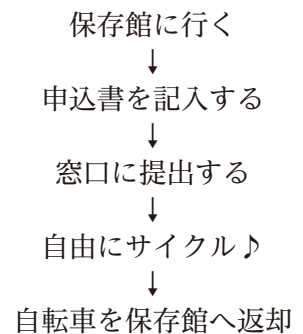 保存館に行く
↓
申込書を記入する
↓
窓口に提出する
↓
自由にサイクル♪
↓
自転車を保存館へ返却